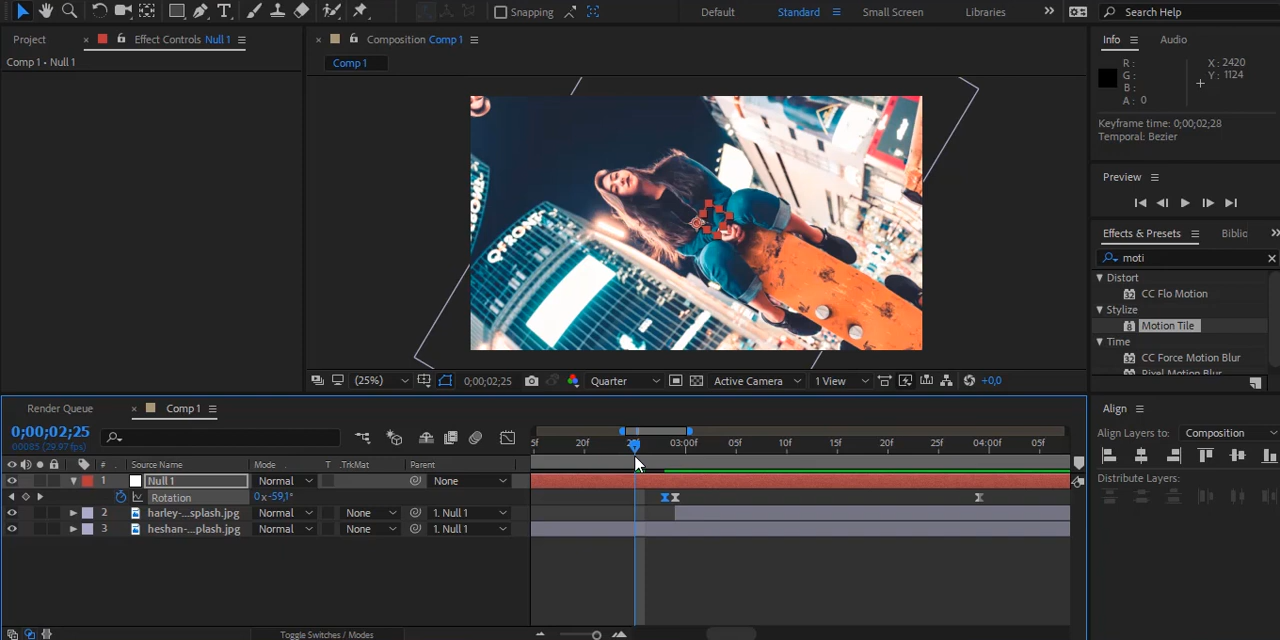 Snapping
Default
Standard
Small Screen
Libraries
Search Help
Project
Effect Controls Null 1
Composition Comp 1
Info
Audio
Comp 1 • Null 1
Comp 1
R :
G :
B :
A : 0
X : 2420
Y : 1124
Keyframe time: 0;00;02;28
Temporal: Bezier
Preview
Effects & Presets
Biblic
moti
Distort
CC Flo Motion
Stylize
Motion Tile
Time
CC Force Motion Blur
QFRONT
(25%)
0;00;02;25
Quarter
Active Camera
1 View
+0,0
Render Queue
Comp 1
Align
0;00;02;25
00085 (29.97 fps)
5f
20f
03:00f
05f
10f
15f
20f
25f
04:00f
05f
Align Layers to:
Composition
#
Source Name
Mode
T
.TrkMat
Parent
1
Null 1
Normal
None
Distribute Layers:
Rotation
0x-59,1°
2
harley-...splash.jpg
Normal
None
1. Null 1
3
heshan-...plash.jpg
Normal
None
1. Null 1
Toggle Switches / Modes